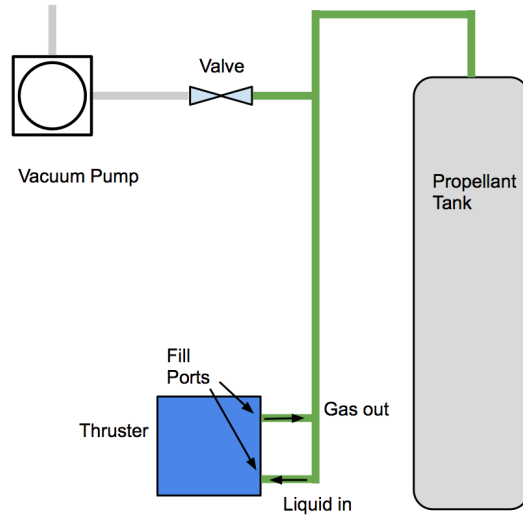 Valve
Vacuum Pump
Propellant
Tank
Fill
Ports
Thruster
Gas out
Liquid in